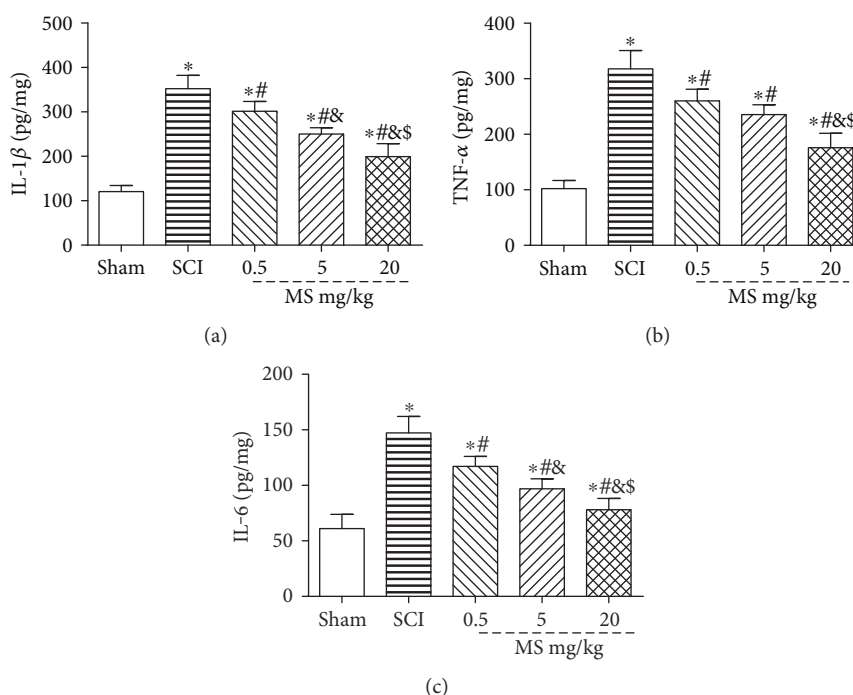 500
400
300
200
100
0
IL-1β (pg/mg)
*
*#
*#&
*#&$
Sham SCI 0.5 5 20
MS mg/kg
(a)
400
300
200
100
0
TNF-α (pg/mg)
*
*#
*#
*#&$
Sham SCI 0.5 5 20
MS mg/kg
(b)
200
150
100
50
0
IL-6 (pg/mg)
*
*#
*#&
*#&$
Sham SCI 0.5 5 20
MS mg/kg
(c)